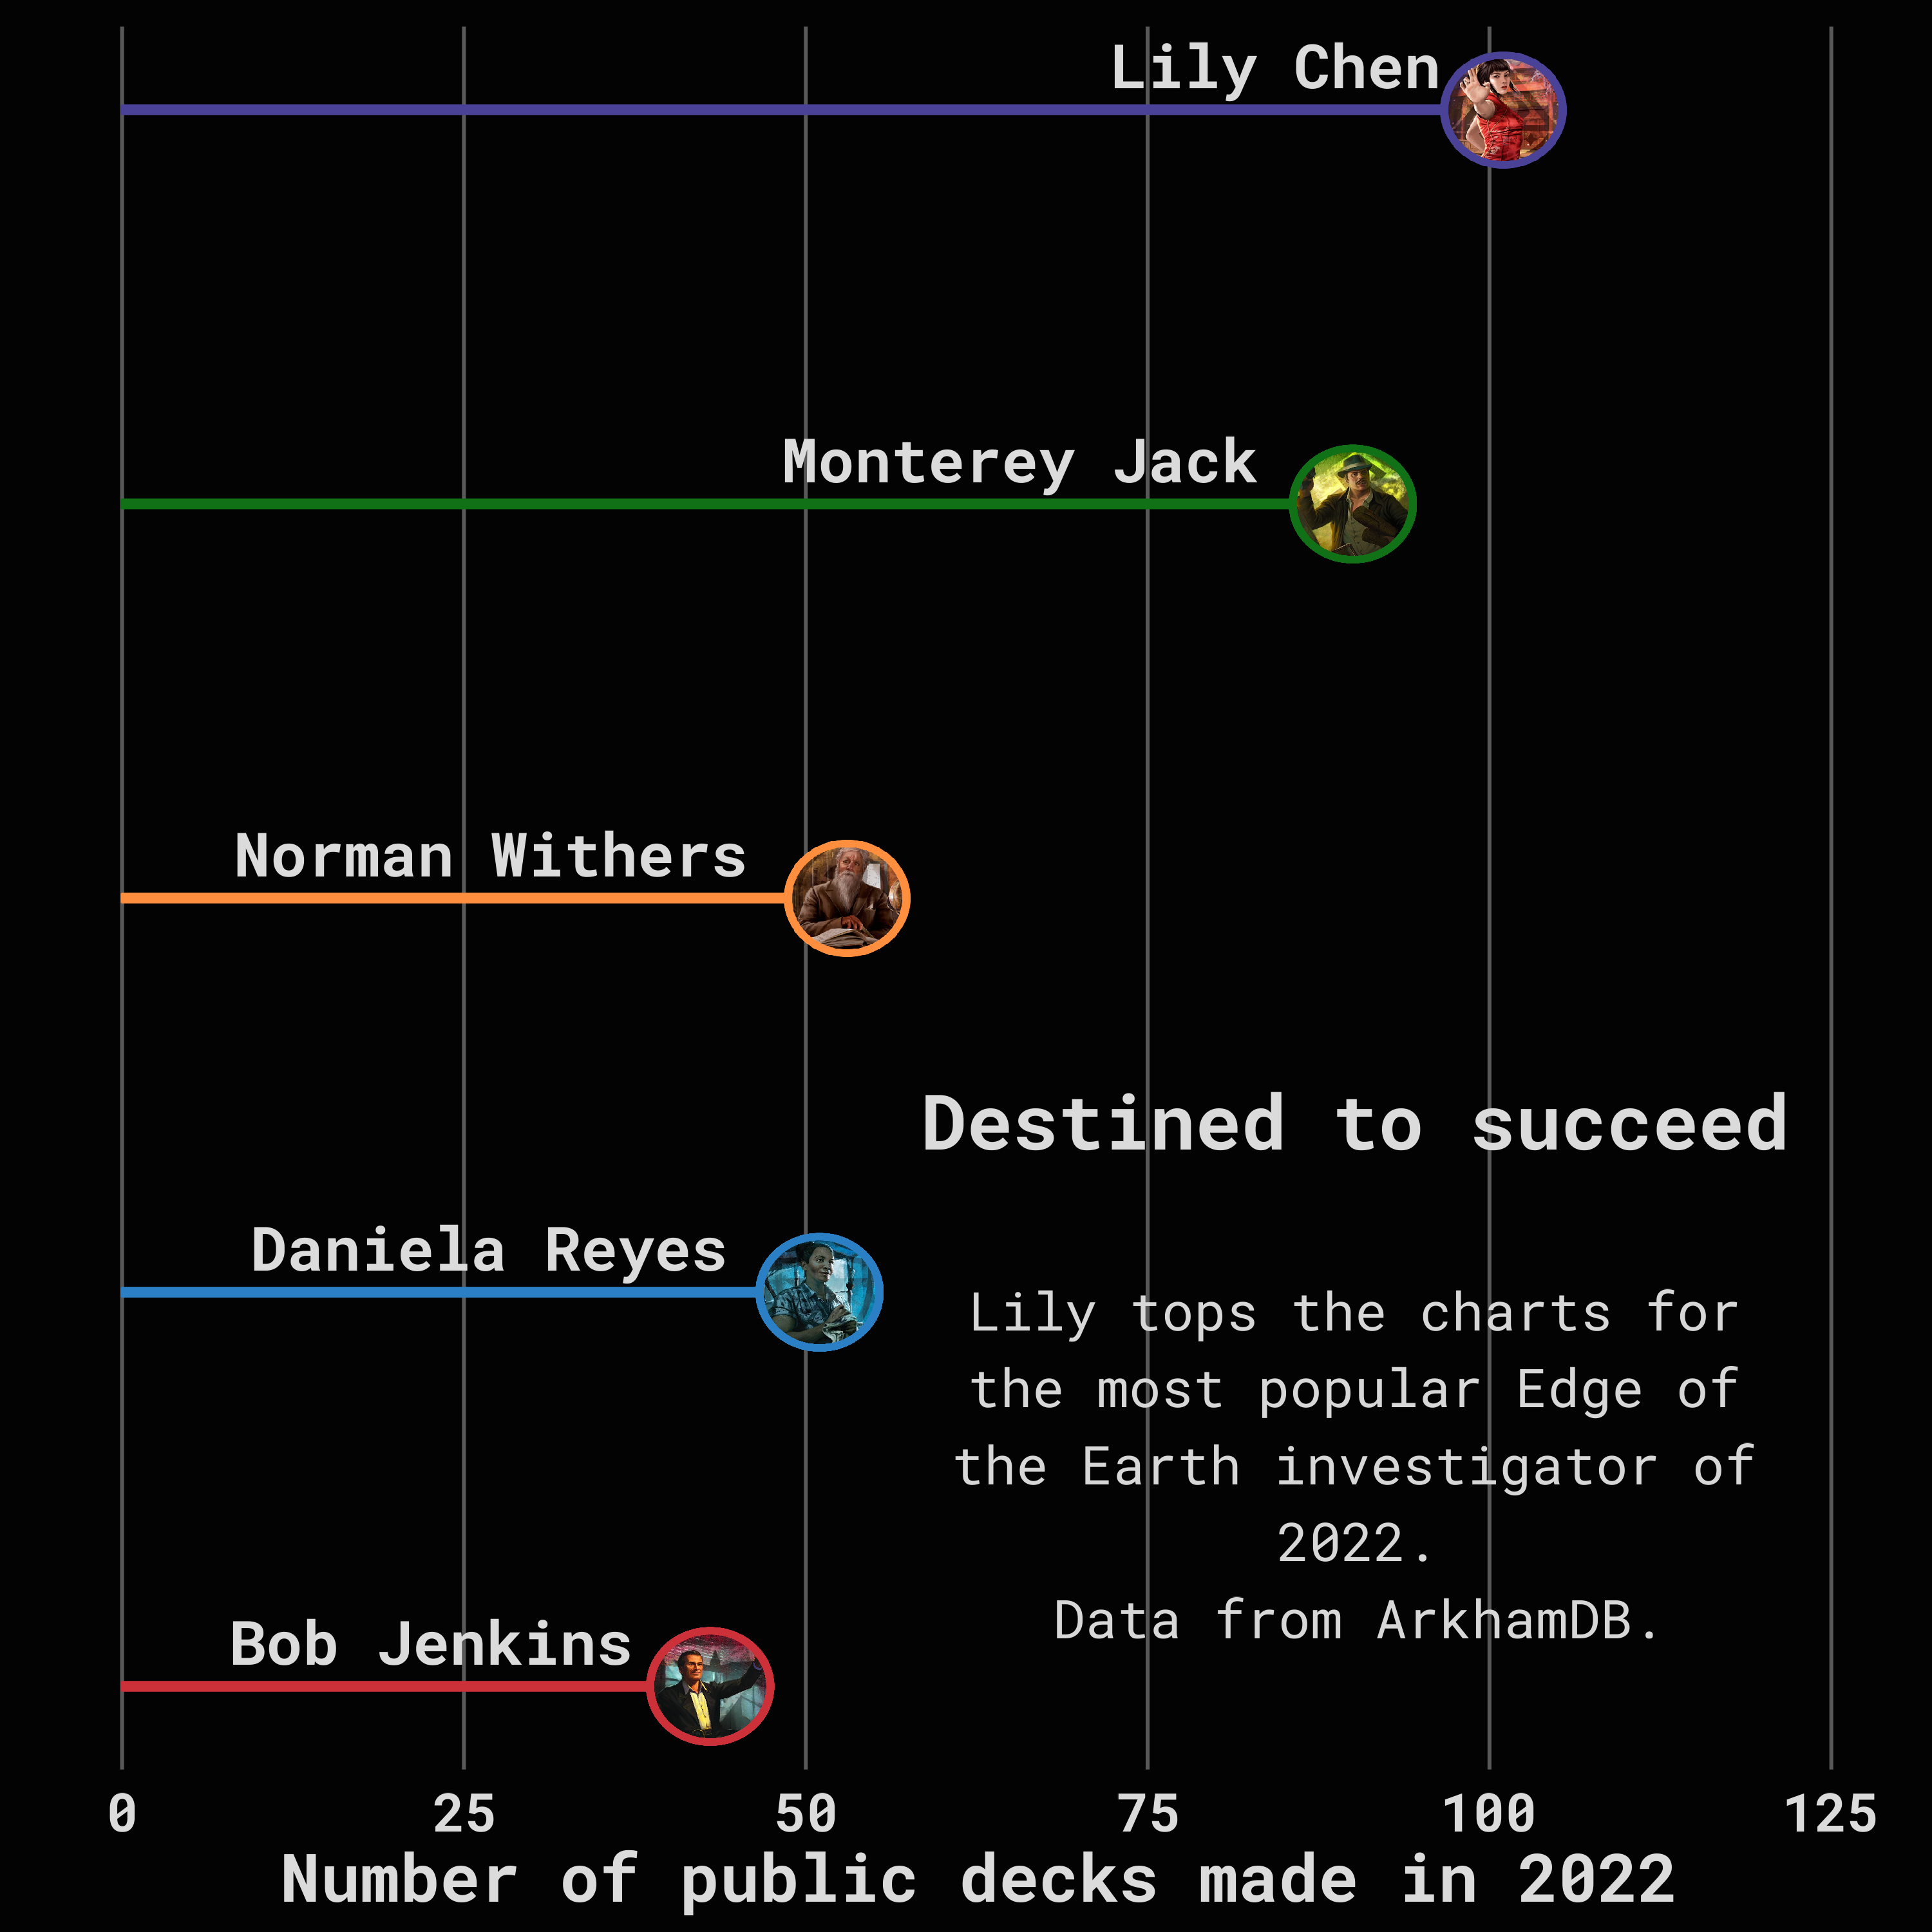 Lily Chen
Monterey Jack
Norman Withers
Destined to succeed
Daniela Reyes
Lily tops the charts for
the most popular Edge of
the Earth investigator of
2022.
Data from ArkhamDB.
Bob Jenkins
0 25 50 75 100 125
Number of public decks made in 2022